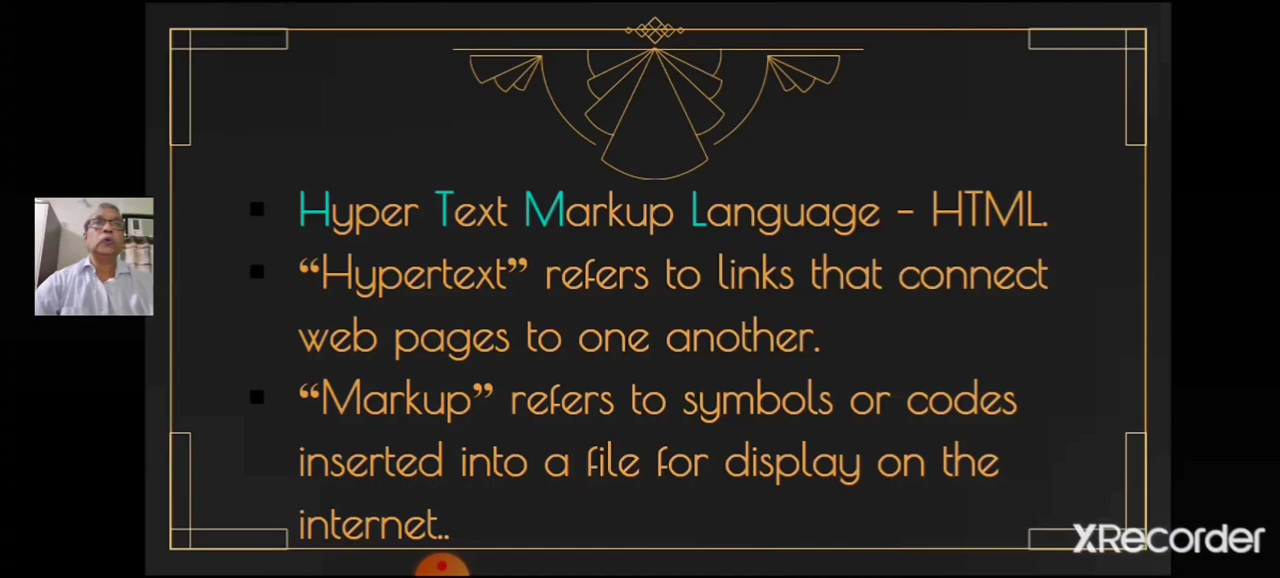 Hyper Text Markup Language – HTML.
“Hypertext” refers to links that connect
web pages to one another.
“Markup” refers to symbols or codes
inserted into a file for display on the
internet..
XRecorder